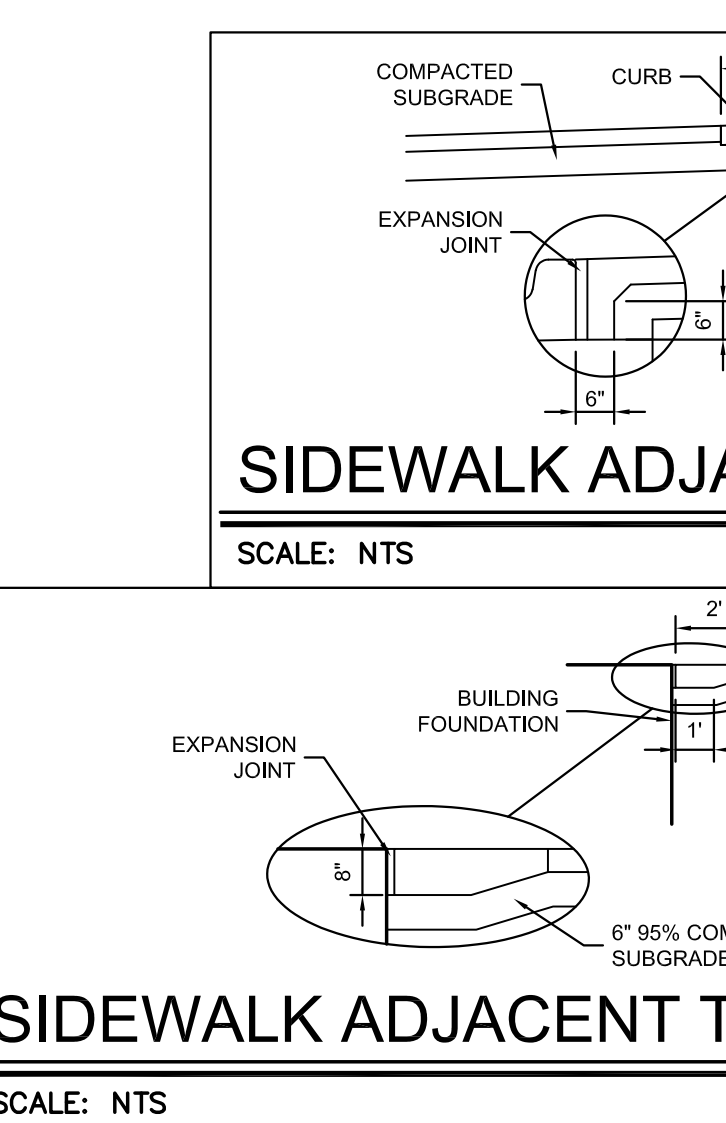 COMPACTED
SUBGRADE
CURB
EXPANSION
JOINT
6"
6"
SIDEWALK ADJA
SCALE: NTS
2'
BUILDING
FOUNDATION
1'
EXPANSION
JOINT
8"
6" 95% COM
SUBGRADE
SIDEWALK ADJACENT T
SCALE: NTS